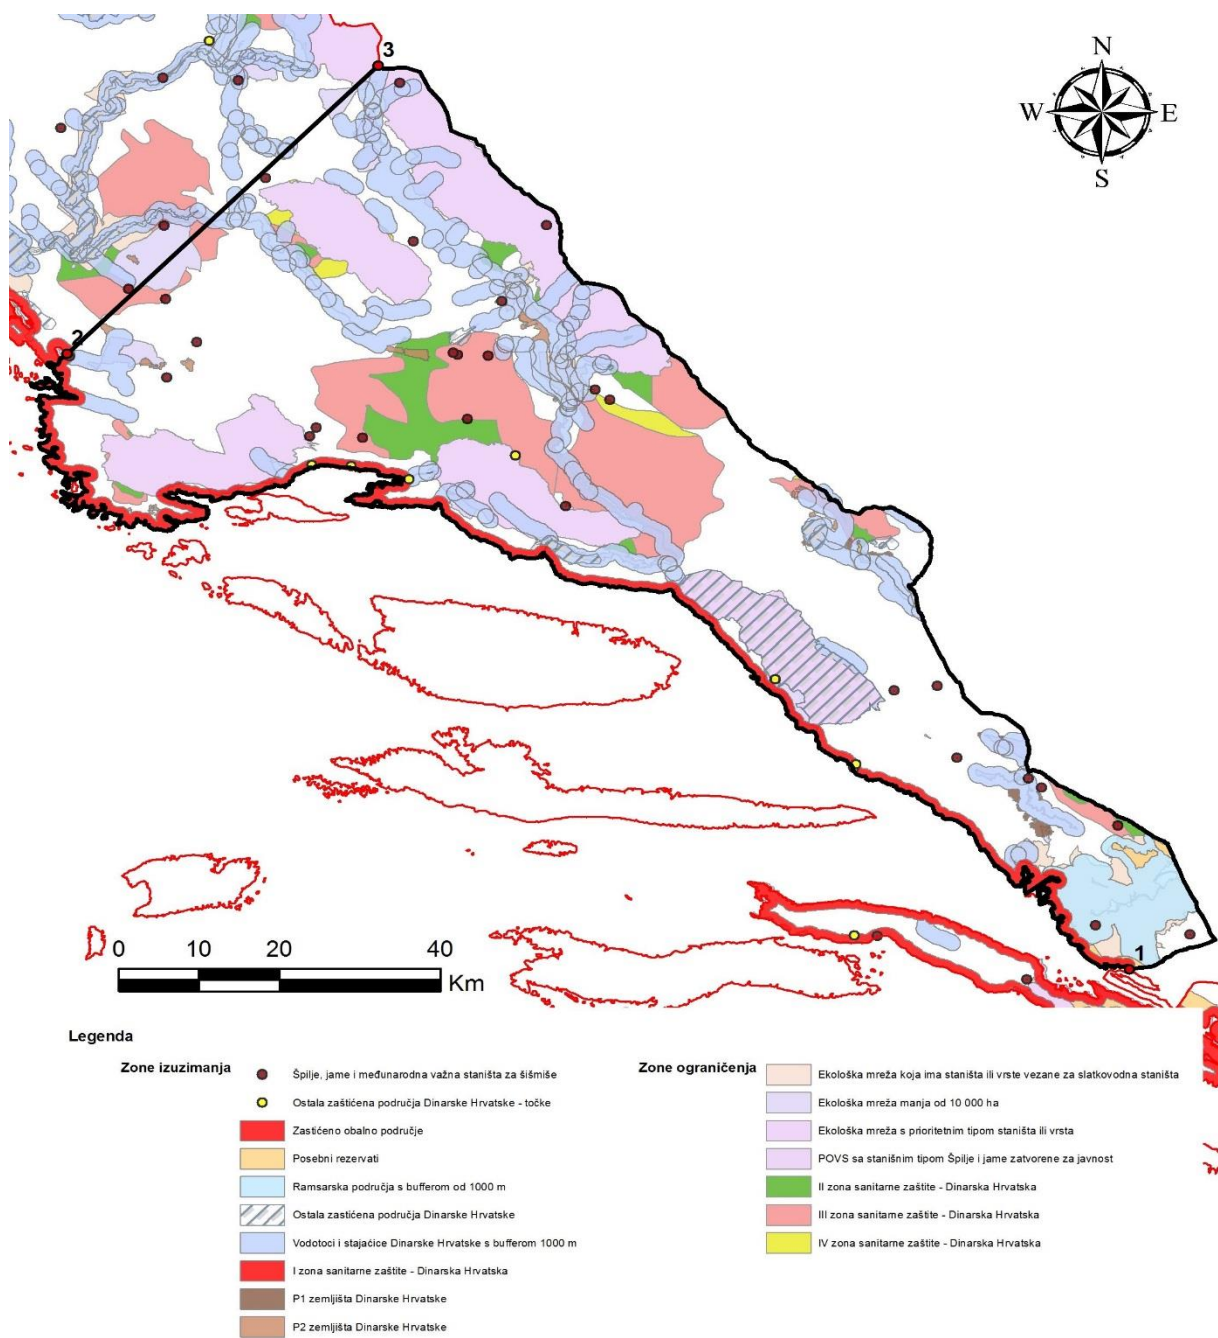 3
N
W
E
S
2
1
0
10
20
40
Km
Legenda
Zone izuzimanja
Špilje, jame i međunarodna važna staništa za šišmiše
Ostala zaštićena područja Dinarske Hrvatske - točke
Zastićeno obalno područje
Posebni rezervati
Ramsarska područja s bufferom od 1000 m
Ostala zastićena područja Dinarske Hrvatske
Vodotoci i stajaćice Dinarske Hrvatske s bufferom 1000 m
I zona sanitarne zaštite - Dinarska Hrvatska
P1 zemljišta Dinarske Hrvatske
P2 zemljišta Dinarske Hrvatske
Zone ograničenja
Ekološka mreža koja ima staništa ili vrste vezane za slatkovodna staništa
Ekološka mreža manja od 10 000 ha
Ekološka mreža s prioritetnim tipom staništa ili vrsta
POVS sa stanišnim tipom Špilje i jame zatvorene za javnost
II zona sanitarne zaštite - Dinarska Hrvatska
III zona sanitarne zaštite - Dinarska Hrvatska
IV zona sanitarne zaštite - Dinarska Hrvatska